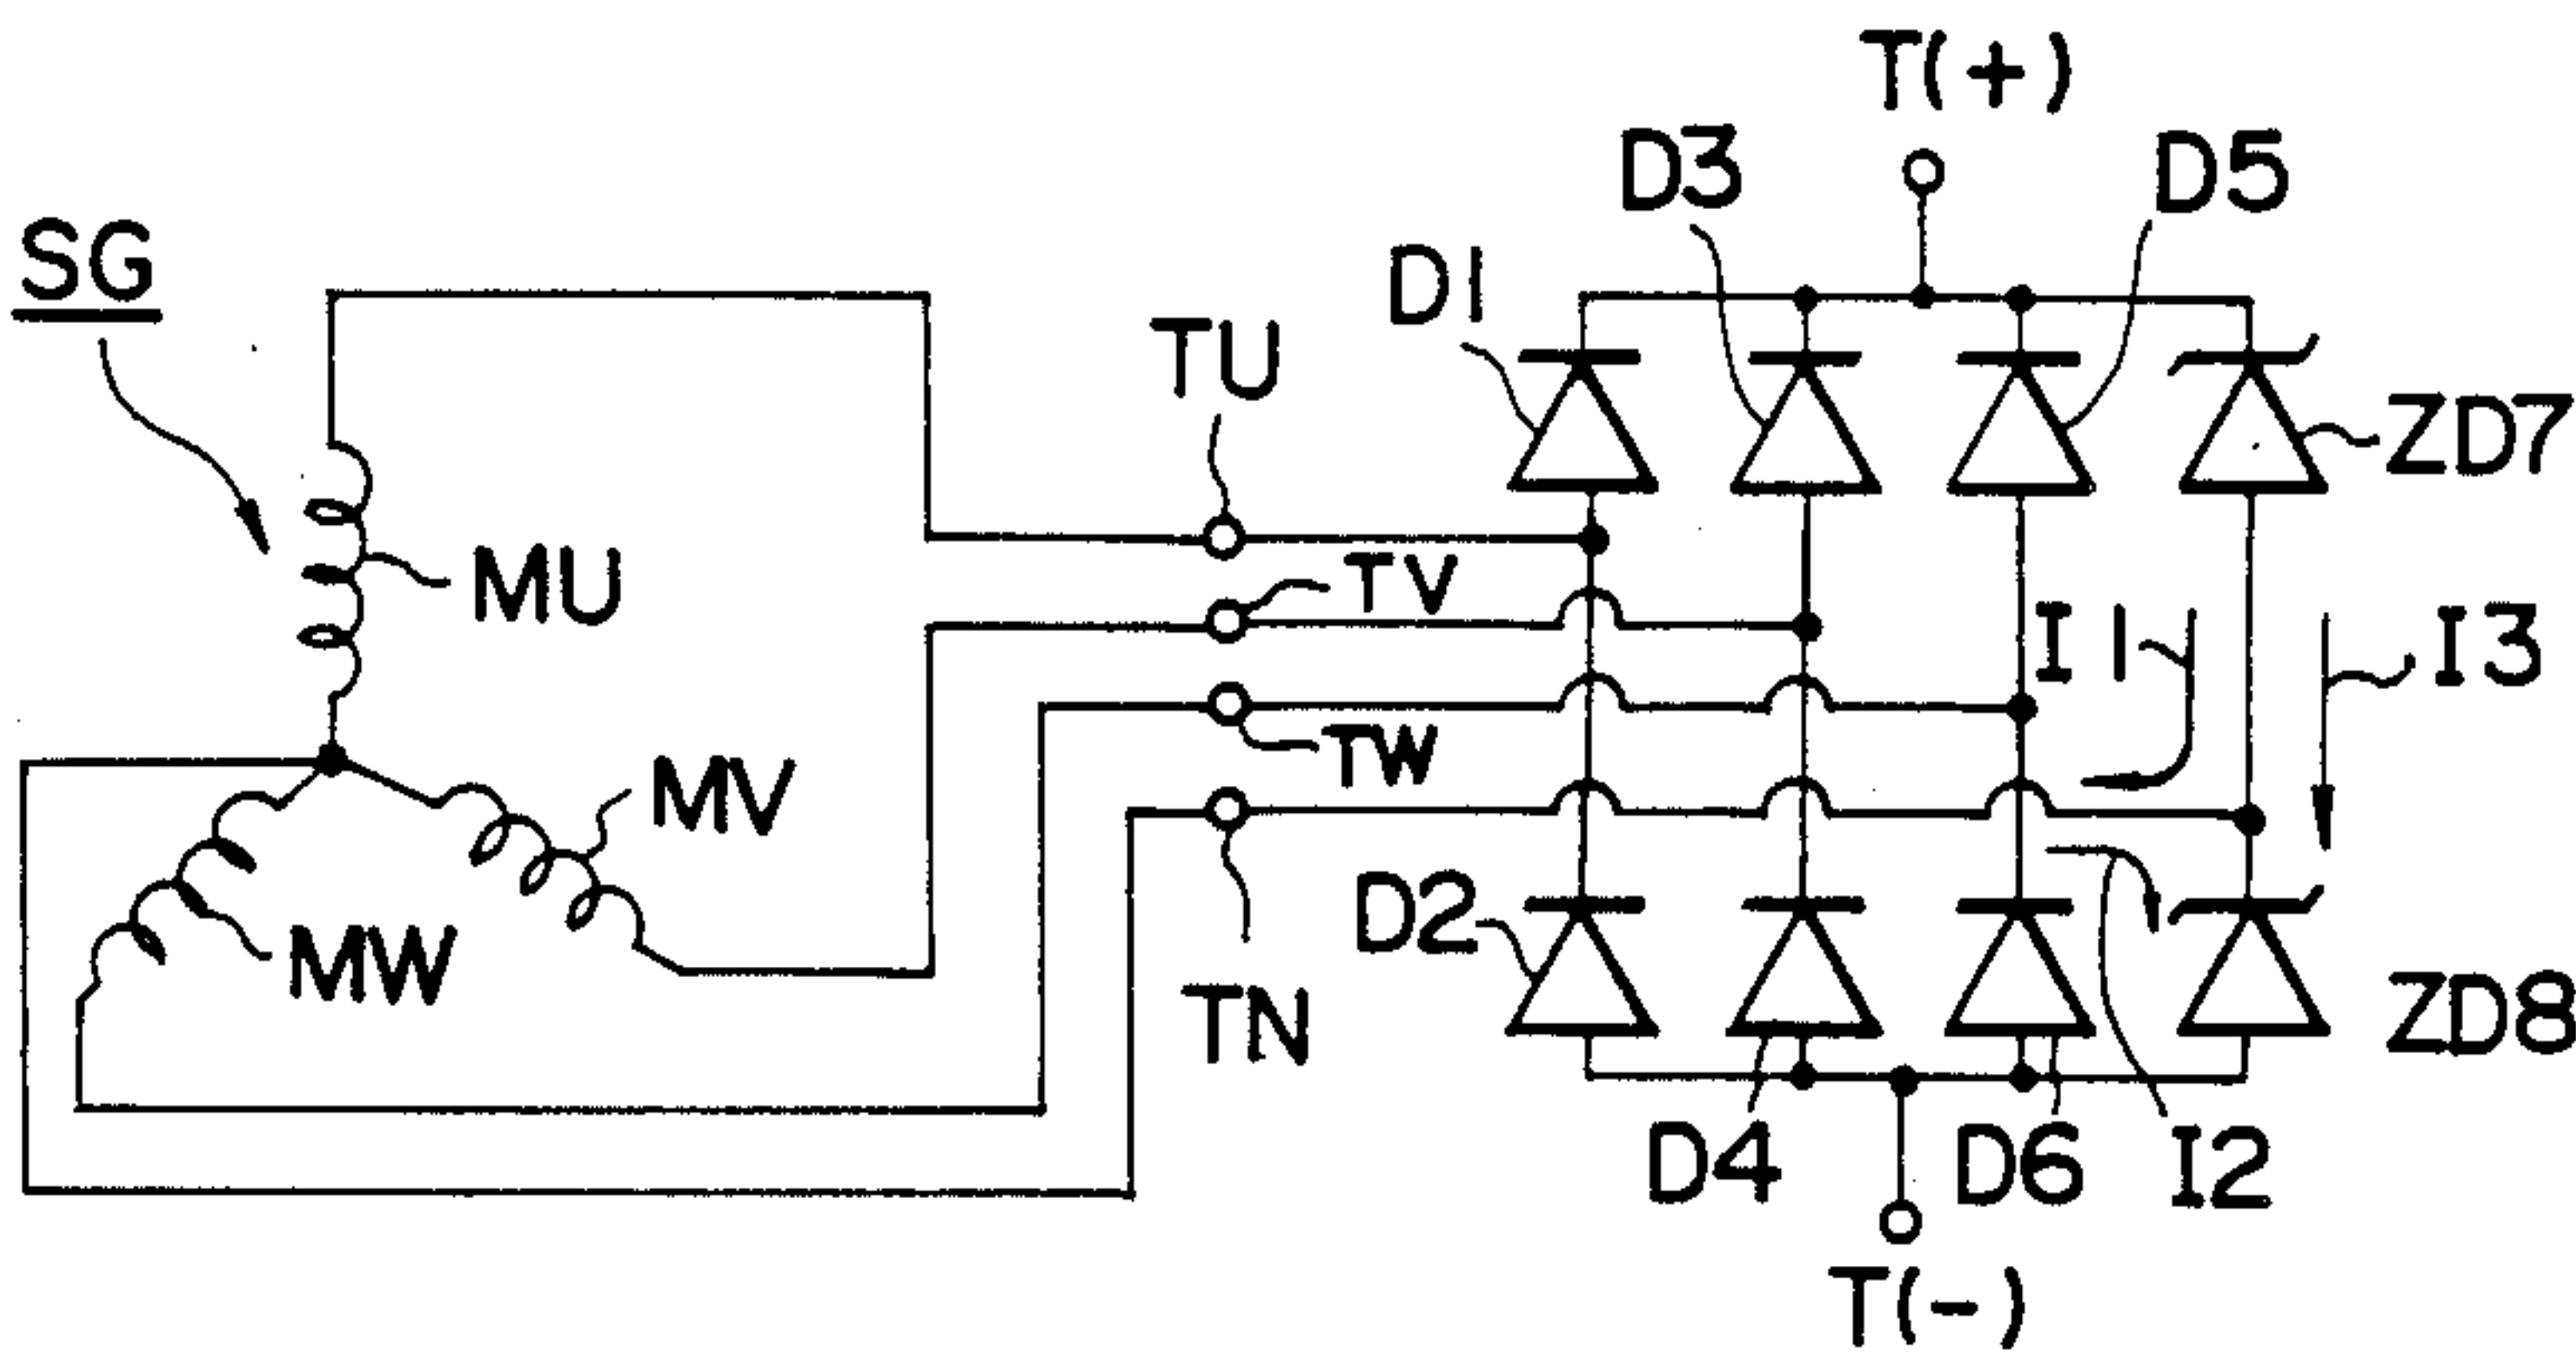 T(+)
D3
D5
SG
D1
TU
ZD7
MU
TV
I1
I3
TW
MV
D2
MW
TN
ZD8
D4
D6
I2
T(-)